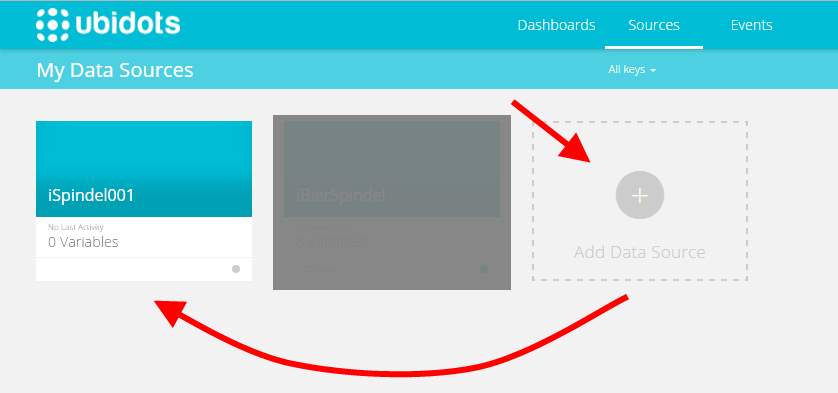 ubidots
Dashboards
Sources
Events
My Data Sources
All keys
iSpindel001
No Last Activity
0 Variables
iBierSpindel
+
Add Data Source